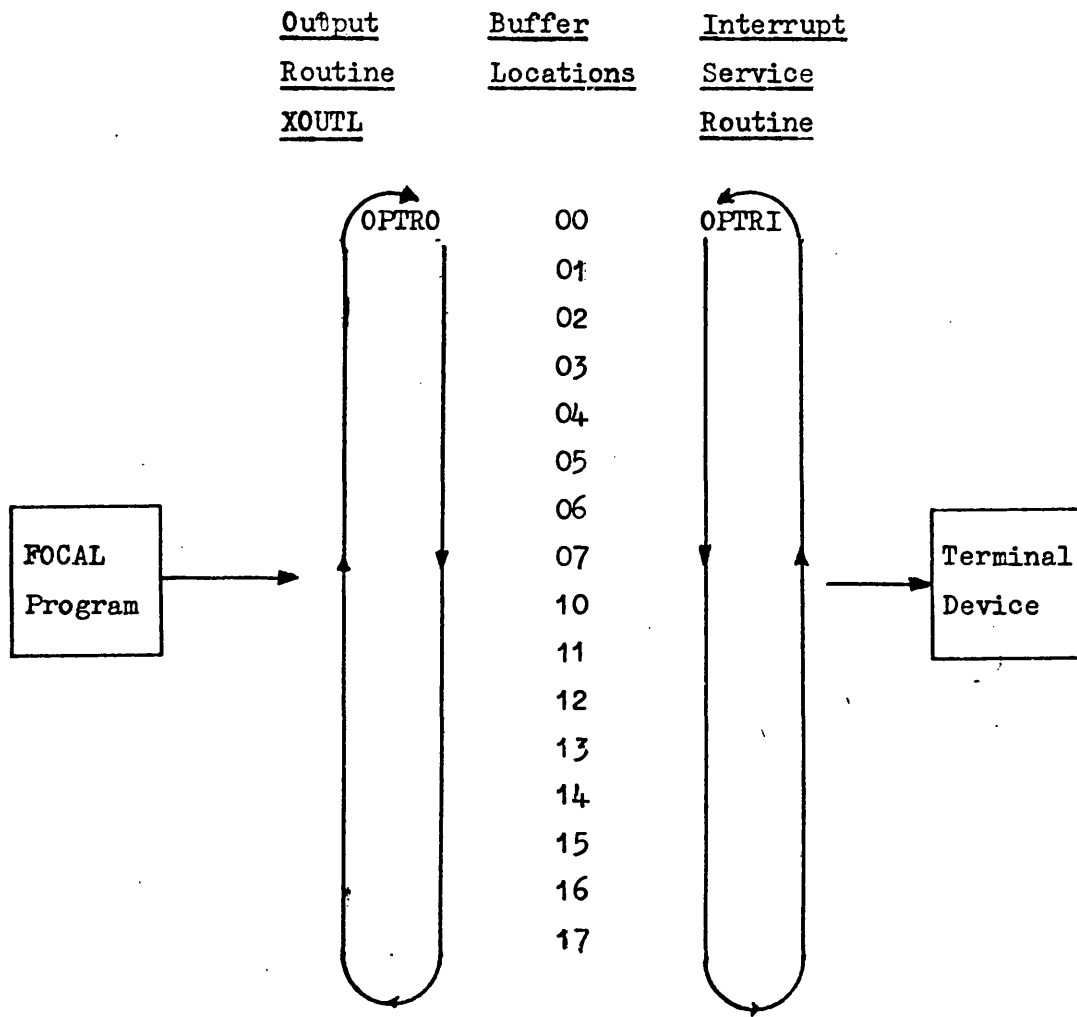 Output
Routine
XOUTL
Buffer
Locations
Interrupt
Service
Routine
OPTRO
OPTRI
00
01
02
03
04
05
06
07
10
11
12
13
14
15
16
17
FOCAL
Program
Terminal
Device